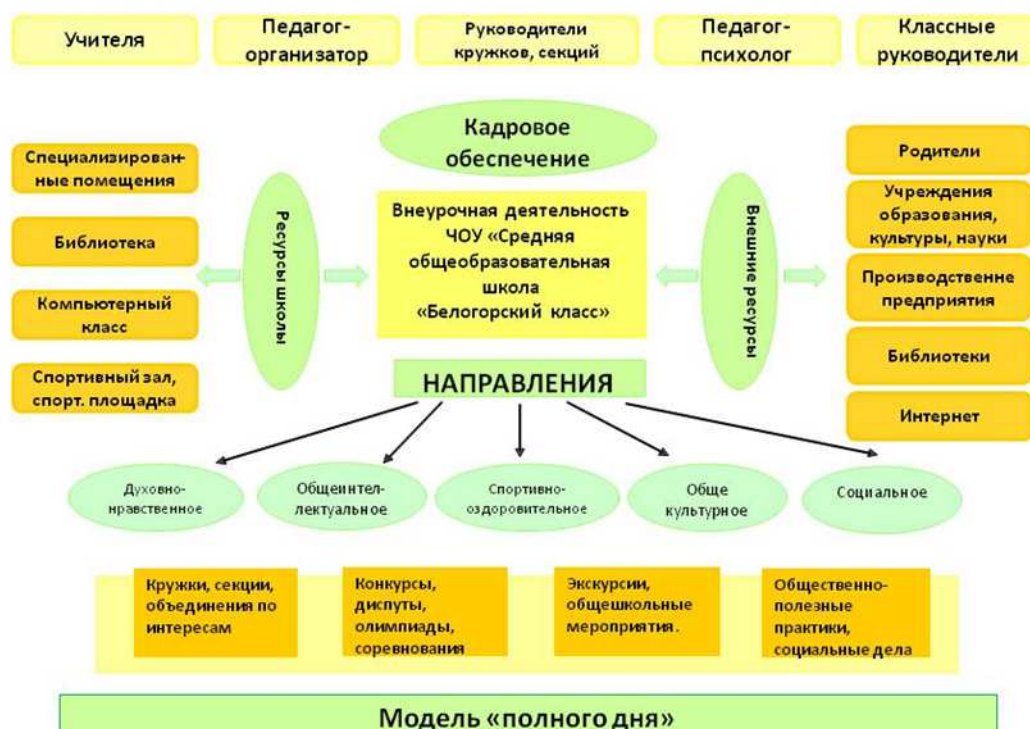 Учителя
Педагог-
организатор
Руководители
кружков, секций
Педагог-
психолог
Классные
руководители
Кадровое
обеспечение
Специализирован-
ные помещения
Библиотека
Компьютерный
класс
Спортивный зал,
спорт. площадка
Ресурсы школы
Внеурочная деятельность
ЧОУ «Средняя
общеобразовательная
школа
«Белогорский класс»
Внешние ресурсы
Родители
Учреждения
образования,
культуры, науки
Производственне
предприятия
Библиотеки
Интернет
НАПРАВЛЕНИЯ
Духовно-
нравственное
Общеинтел-
лектуальное
Спортивно-
оздоровительное
Обще
культурное
Социальное
Кружки, секции,
объединения по
интересам
Конкурсы,
диспуты,
олимпиады,
соревнования
Экскурсии,
общешкольные
мероприятия.
Общественно-
полезные
практики,
социальные дела
Модель «полного дня»